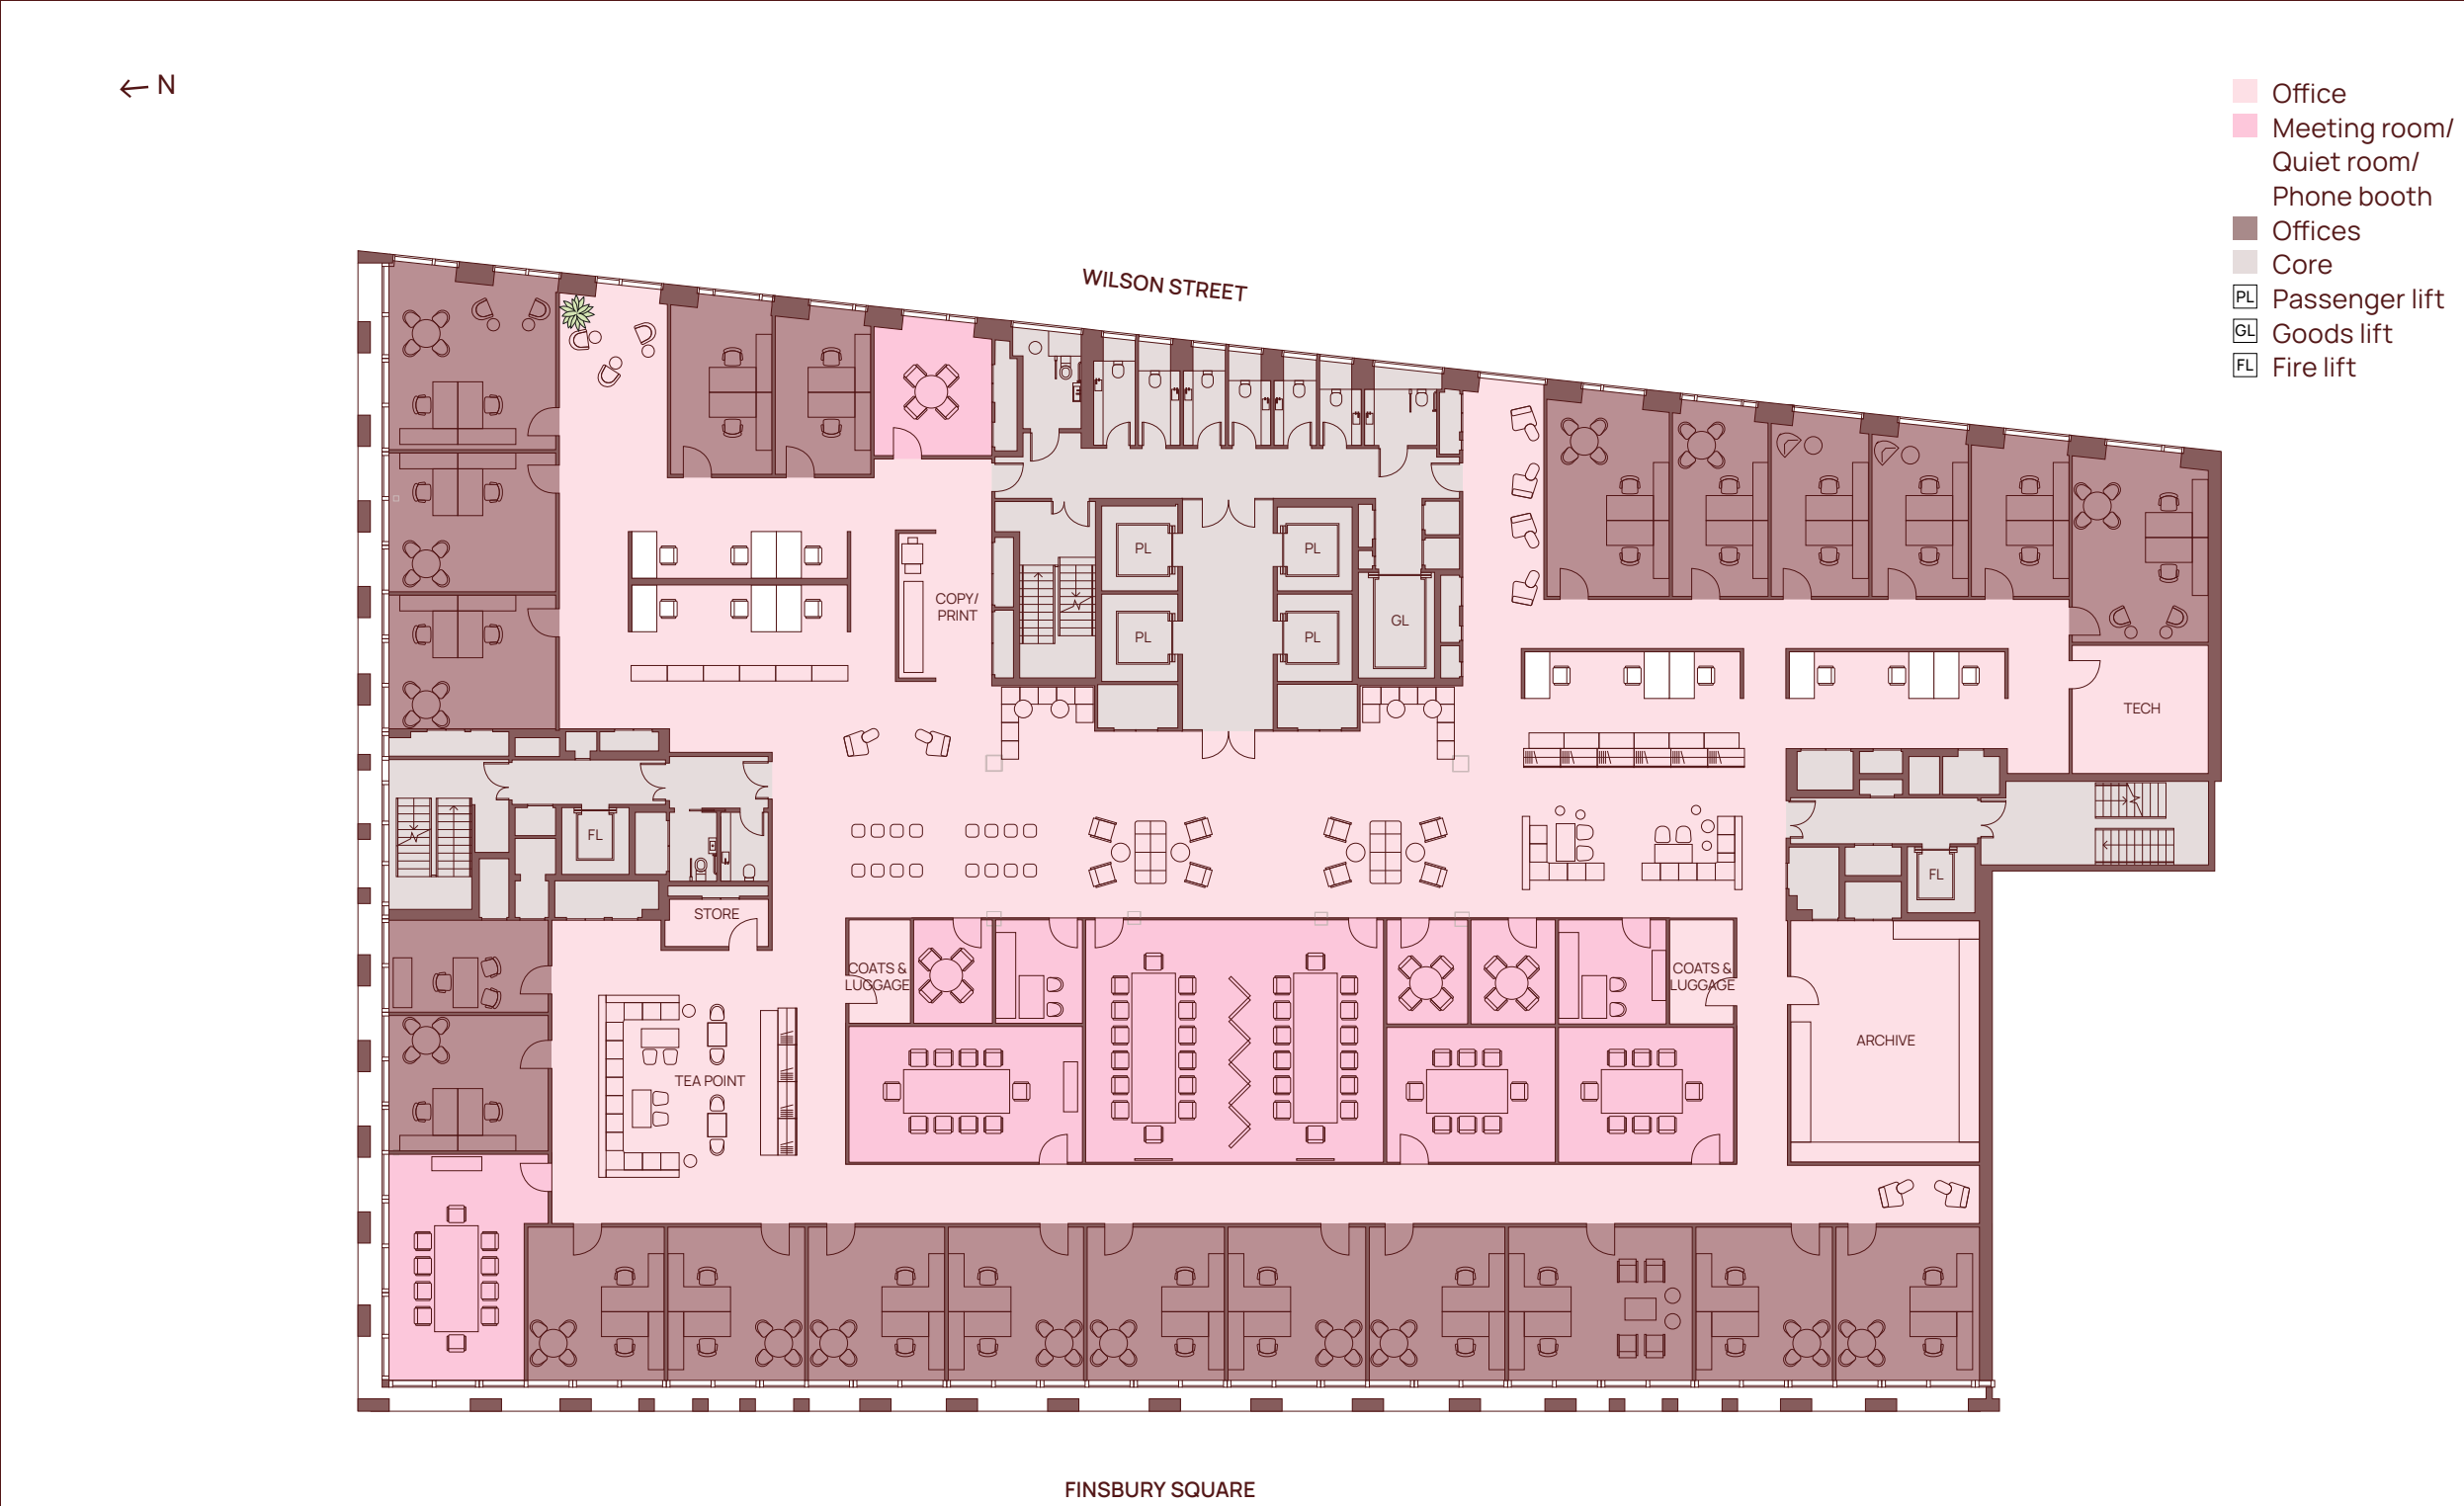 N
Office
Meeting room/
Quiet room/
Phone booth
Offices
Core
PL Passenger lift
GL Goods lift
FL Fire lift
WILSON STREET
PL
PL
COPY/
PRINT
GL
PL
PL
TECH
FL
FL
STORE
COATS &
LUGGAGE
COATS &
LUGGAGE
ARCHIVE
TEA POINT
FINSBURY SQUARE